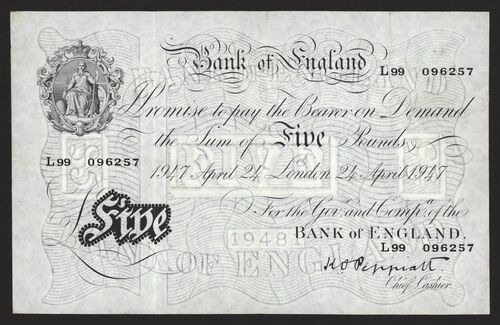 Bank of England
L99 096257
I Promise to pay the Bearer on Demand
the Sum of Five Pounds
L99 096257
1947 April 24 London 24 April 1947
For the Govr. and Compa. of the
Five
BANK OF ENGLAND.
1948
L99 096257
K O Peppiatt
Chief Cashier.